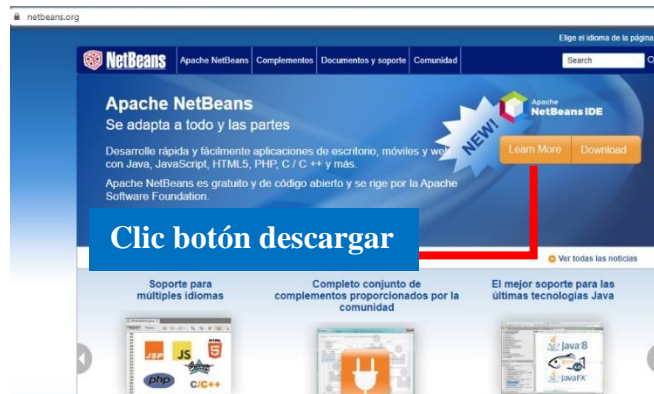 netbeans.org
Elige el idioma de la página
NetBeans
Apache NetBeans
Complementos
Documentos y soporte
Comunidad
Search
Apache NetBeans
Se adapta a todo y las partes
Desarrolle rápida y fácilmente aplicaciones de escritorio, móviles y web
con Java, JavaScript, HTML5, PHP, C / C ++ y más.
Apache NetBeans es gratuito y de código abierto y se rige por la Apache
Software Foundation.
NEW!
Apache
NetBeans IDE
Learn More
Download
Clic botón descargar
Ver todas las noticias
Soporte para
múltiples idiomas
Completo conjunto de
complementos proporcionados por la
comunidad
El mejor soporte para las
últimas tecnologías Java
HTML
JSP
JS
5
php
C/C++
Java 8
JavaFX